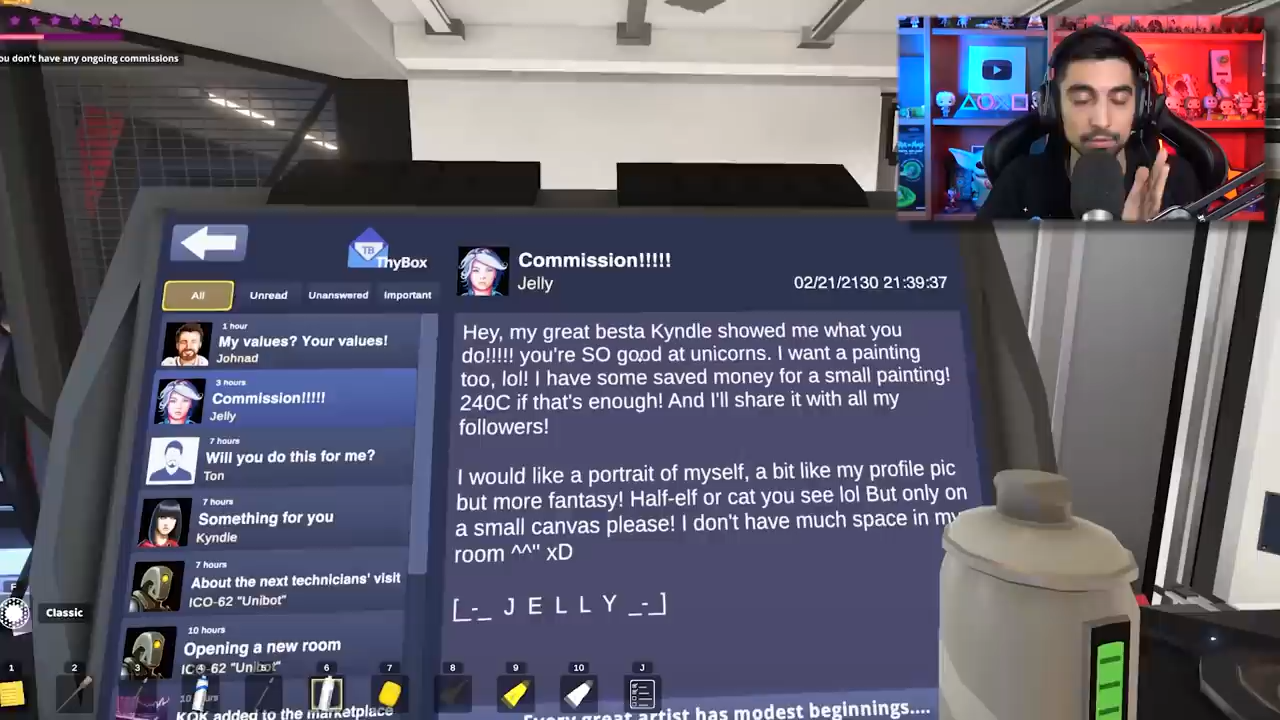 ou don't have any ongoing commissions
TB
ThyBox
All
Unread
Unanswered
Important
1 hour
My values? Your values!
Johnad
3 hours
Commission!!!!!
Jelly
7 hours
Will you do this for me?
Ton
7 hours
Something for you
Kyndle
7 hours
About the next technicians' visit
ICO-62 "Unibot"
10 hours
Opening a new room
ICO-62 "Unibot"
KOK added to the marketplace
Commission!!!!!
Jelly
02/21/2130 21:39:37
Hey, my great besta Kyndle showed me what you
do!!!!! you're SO good at unicorns. I want a painting
too, lol! I have some saved money for a small painting!
240C if that's enough! And I'll share it with all my
followers!
I would like a portrait of myself, a bit like my profile pic
but more fantasy! Half-elf or cat you see lol But only on
a small canvas please! I don't have much space in my
room ^^" xD
[_-_ J E L L Y _-_]
Every great artist has modest beginnings....
F
Classic
1
2
3
6
7
8
9
10
J